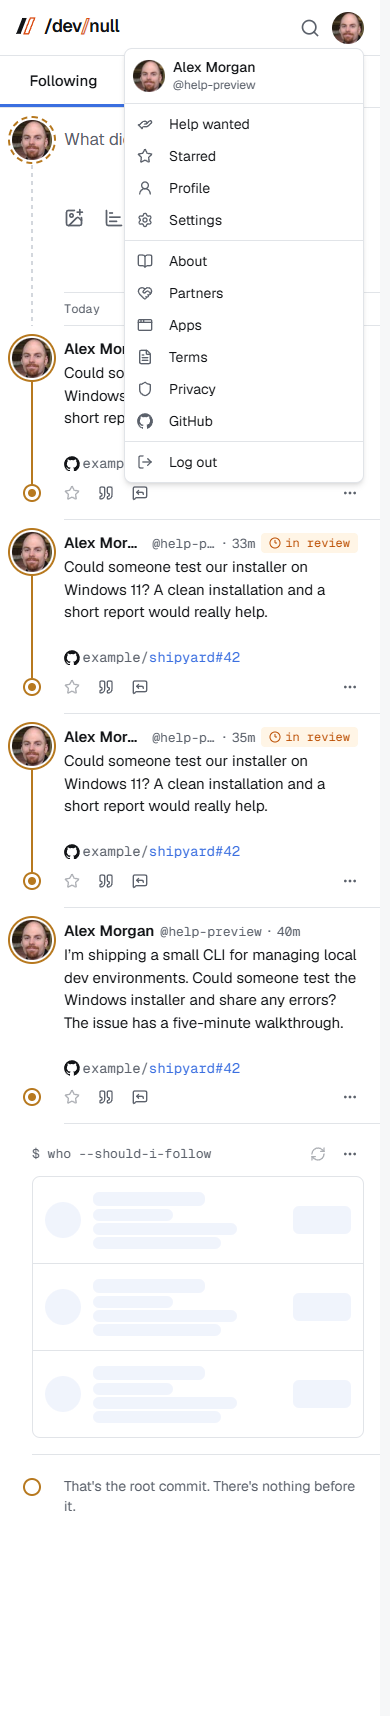 /dev/null
Alex Morgan
@help-preview
Following
Help wanted
What di
Starred
Profile
Settings
About
Partners
Today
Apps
Alex Mor
Terms
Could so
Windows
Privacy
short rep
GitHub
examp
Log out
Alex Mor... @help-p... · 33m in review
Could someone test our installer on
Windows 11? A clean installation and a
short report would really help.
example/shipyard#42
Alex Mor... @help-p... · 35m in review
Could someone test our installer on
Windows 11? A clean installation and a
short report would really help.
example/shipyard#42
Alex Morgan @help-preview · 40m
I'm shipping a small CLI for managing local
dev environments. Could someone test the
Windows installer and share any errors?
The issue has a five-minute walkthrough.
example/shipyard#42
$ who --should-i-follow
That's the root commit. There's nothing before
it.